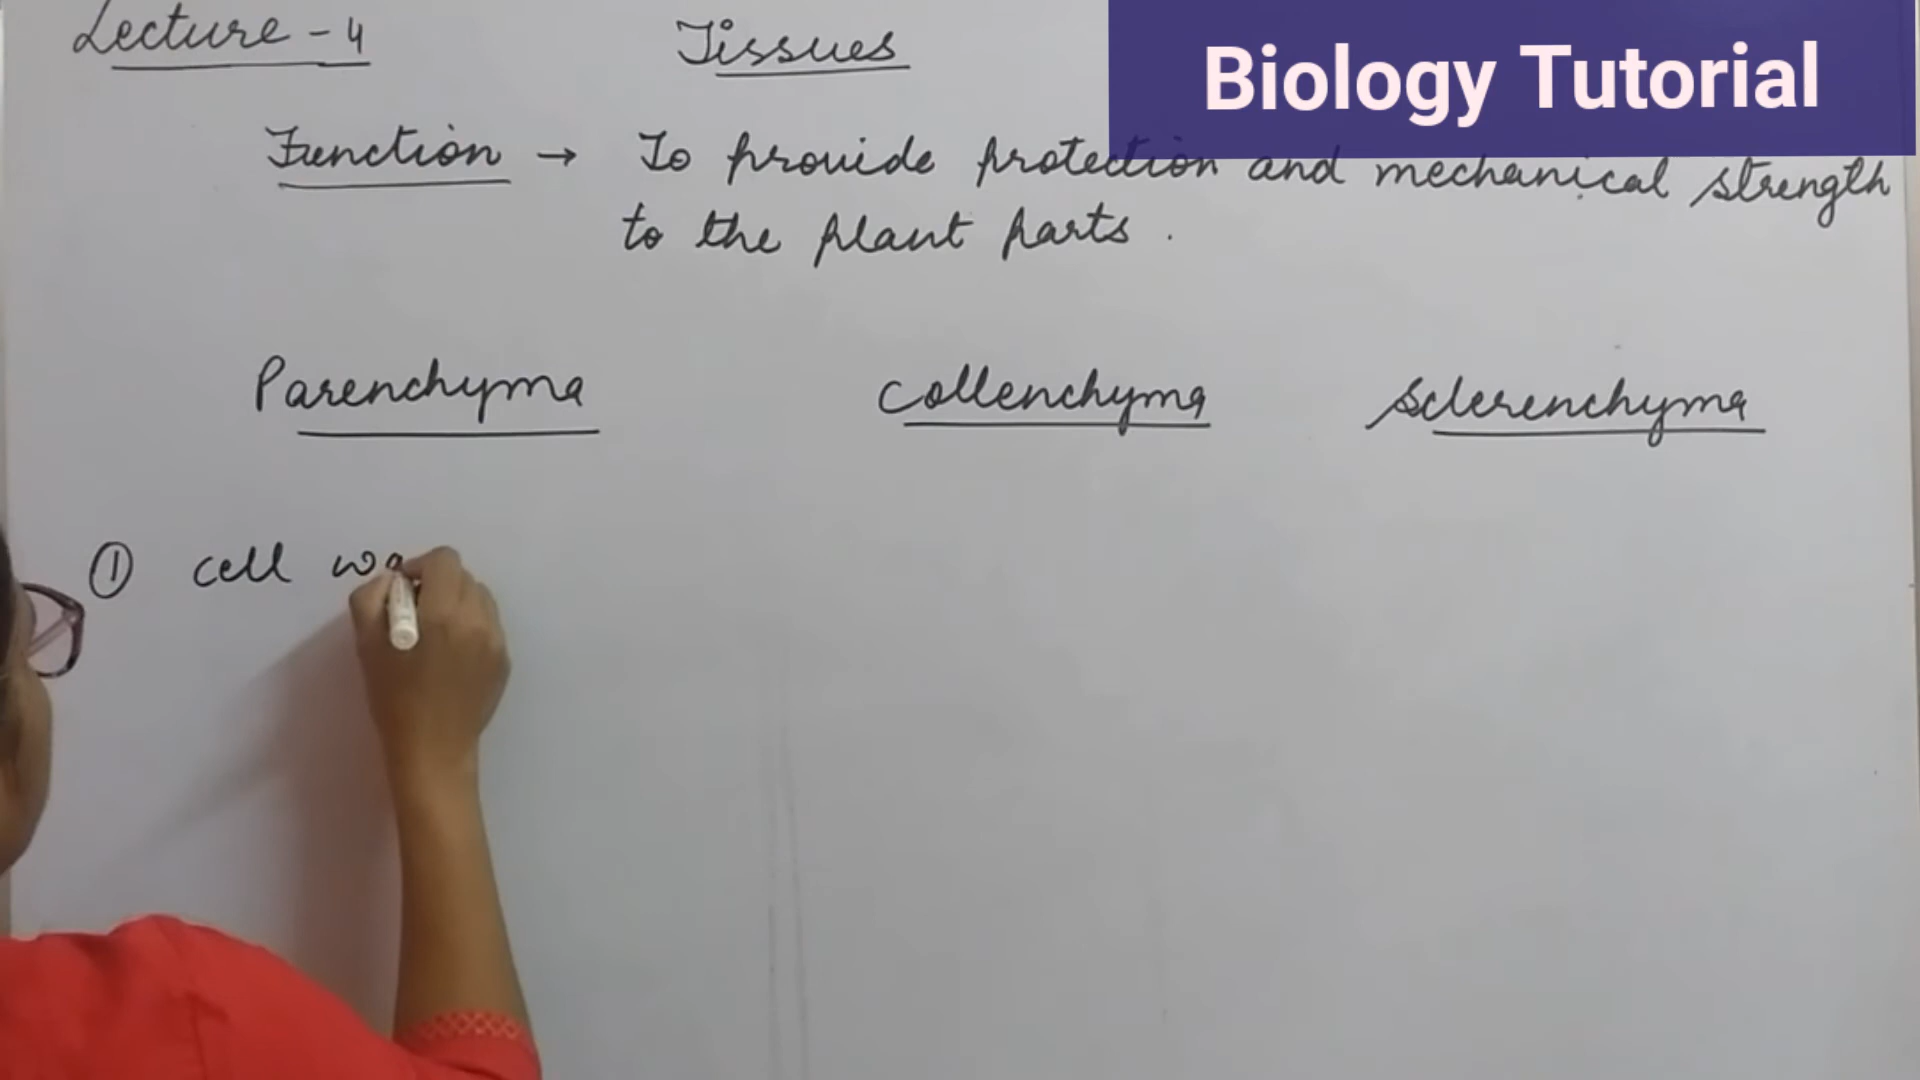 Lecture - 4
Tissues
Biology Tutorial
Function → To provide protection and mechanical strength
to the plant parts.
Parenchyma
Collenchyma
Sclerenchyma
① cell wa